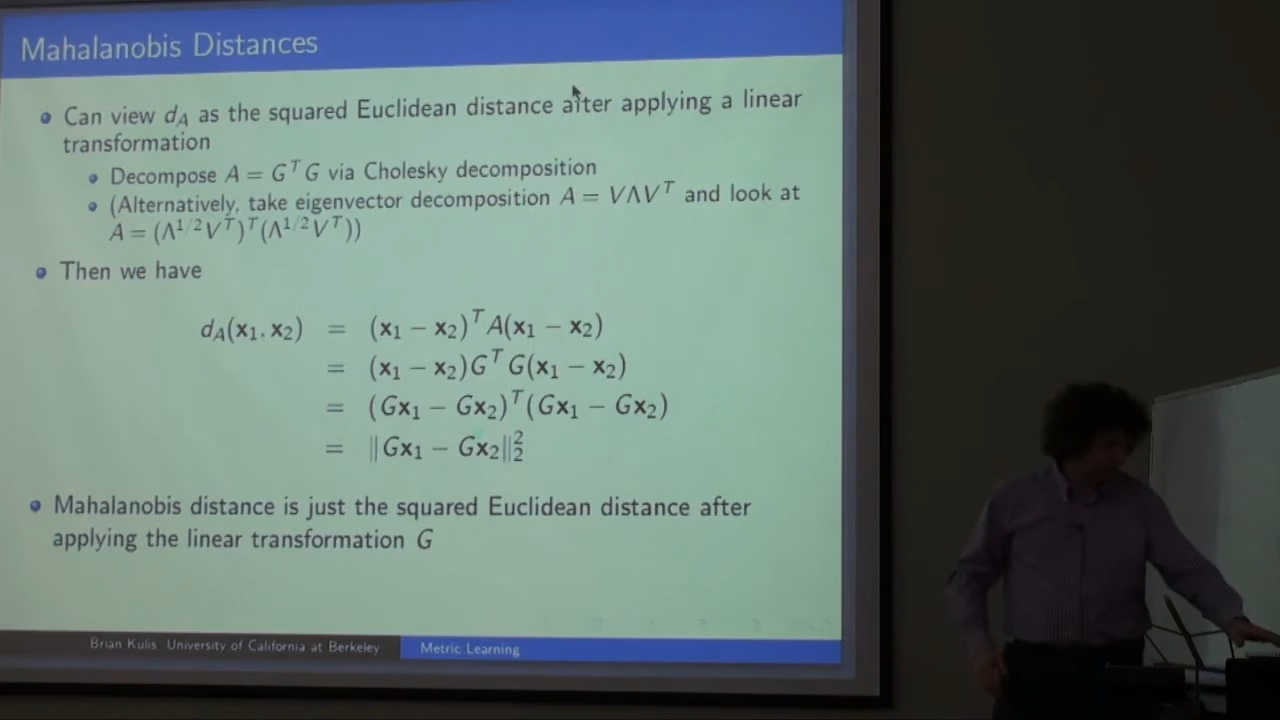 Mahalanobis Distances
Can view d_A as the squared Euclidean distance after applying a linear
transformation
Decompose A = G^T G via Cholesky decomposition
(Alternatively, take eigenvector decomposition A = VΛV^T and look at
A = (Λ^{1/2}V^T)^T(Λ^{1/2}V^T))
Then we have
d_A(x_1, x_2) = (x_1 − x_2)^T A(x_1 − x_2)
= (x_1 − x_2)G^T G(x_1 − x_2)
= (Gx_1 − Gx_2)^T(Gx_1 − Gx_2)
= ‖Gx_1 − Gx_2‖_2^2
Mahalanobis distance is just the squared Euclidean distance after
applying the linear transformation G
Brian Kulis University of California at Berkeley Metric Learning